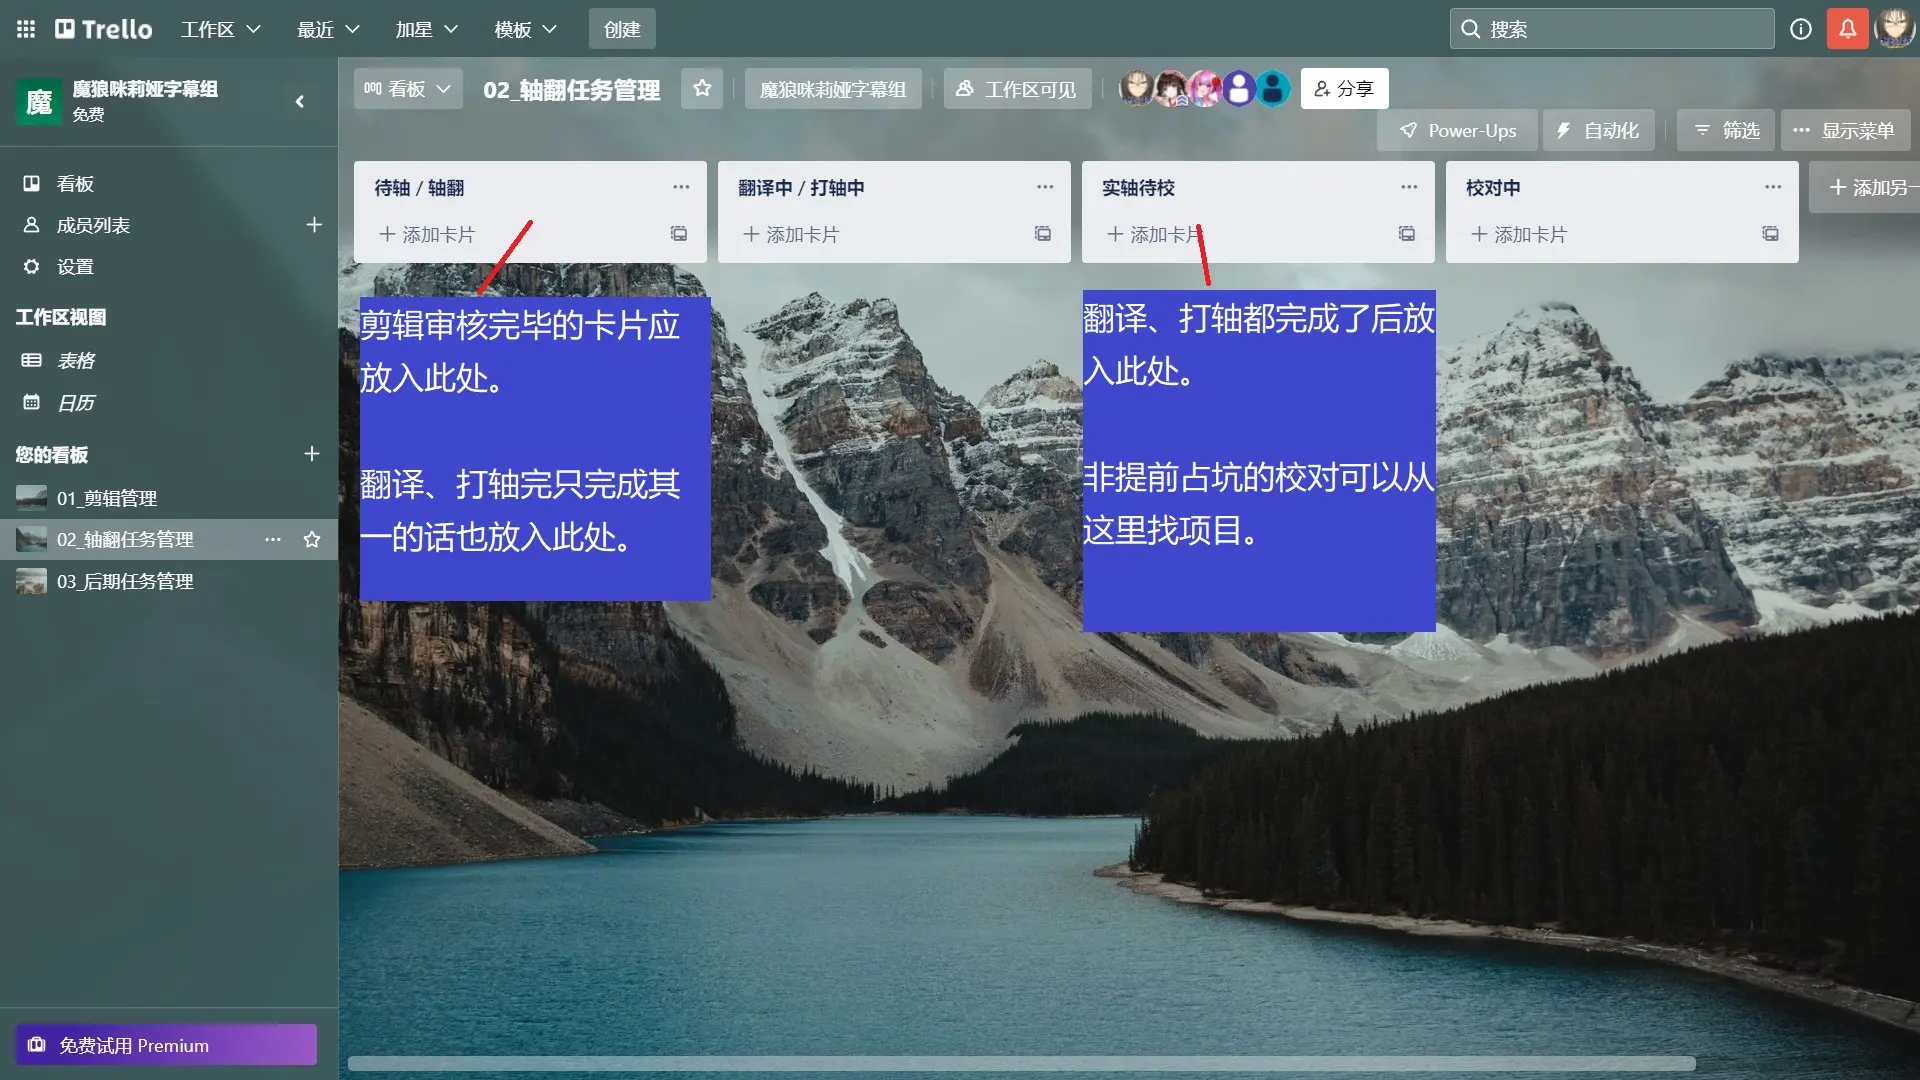 Trello
工作区
最近
加星
模板
创建
搜索
魔
魔狼咪莉娅字幕组
免费
看板
02_轴翻任务管理
魔狼咪莉娅字幕组
工作区可见
分享
Power-Ups
自动化
筛选
显示菜单
看板
成员列表
设置
工作区视图
表格
日历
您的看板
01_剪辑管理
02_轴翻任务管理
03_后期任务管理
免费试用 Premium
待轴 / 轴翻
添加卡片
剪辑审核完毕的卡片应
放入此处。
翻译、打轴完只完成其
一的话也放入此处。
翻译中 / 打轴中
添加卡片
实轴待校
添加卡片
翻译、打轴都完成了后放
入此处。
非提前占坑的校对可以从
这里找项目。
校对中
添加卡片
添加另一